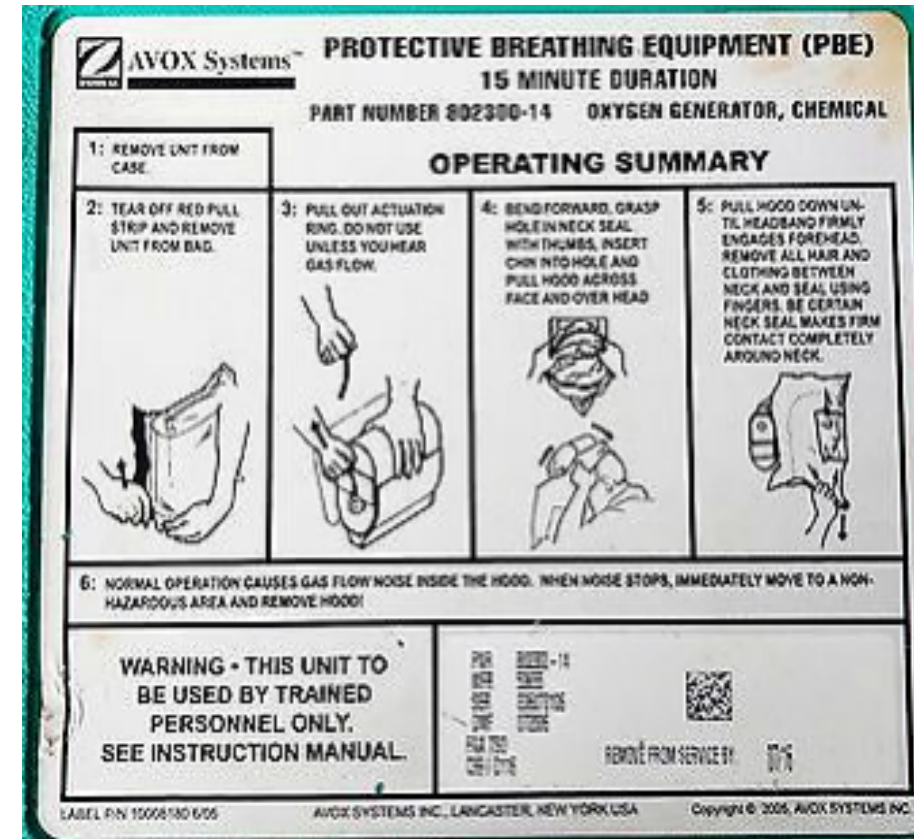 AVOX Systems™
PROTECTIVE BREATHING EQUIPMENT (PBE)
15 MINUTE DURATION
PART NUMBER 802300-14 OXYGEN GENERATOR, CHEMICAL
OPERATING SUMMARY
1: REMOVE UNIT FROM
CASE.
2: TEAR OFF RED PULL
STRIP AND REMOVE
UNIT FROM BAG.
3: PULL OUT ACTUATION
RING. DO NOT USE
UNLESS YOU HEAR
GAS FLOW.
4: BEND FORWARD, GRASP
HOLE IN NECK SEAL
WITH THUMBS, INSERT
CHIN INTO HOLE AND
PULL HOOD ACROSS
FACE AND OVER HEAD
5: PULL HOOD DOWN UN-
TIL HEADBAND FIRMLY
ENGAGES FOREHEAD.
REMOVE ALL HAIR AND
CLOTHING BETWEEN
NECK AND SEAL USING
FINGERS. BE CERTAIN
NECK SEAL MAKES FIRM
CONTACT COMPLETELY
AROUND NECK.
6: NORMAL OPERATION CAUSES GAS FLOW NOISE INSIDE THE HOOD. WHEN NOISE STOPS, IMMEDIATELY MOVE TO A NON-
HAZARDOUS AREA AND REMOVE HOOD!
WARNING - THIS UNIT TO
BE USED BY TRAINED
PERSONNEL ONLY.
SEE INSTRUCTION MANUAL.
REMOVE FROM SERVICE BY:
LABEL P/N 10008180 6/05
AVOX SYSTEMS INC., LANCASTER, NEW YORK USA
Copyright © 2005, AVOX SYSTEMS INC.